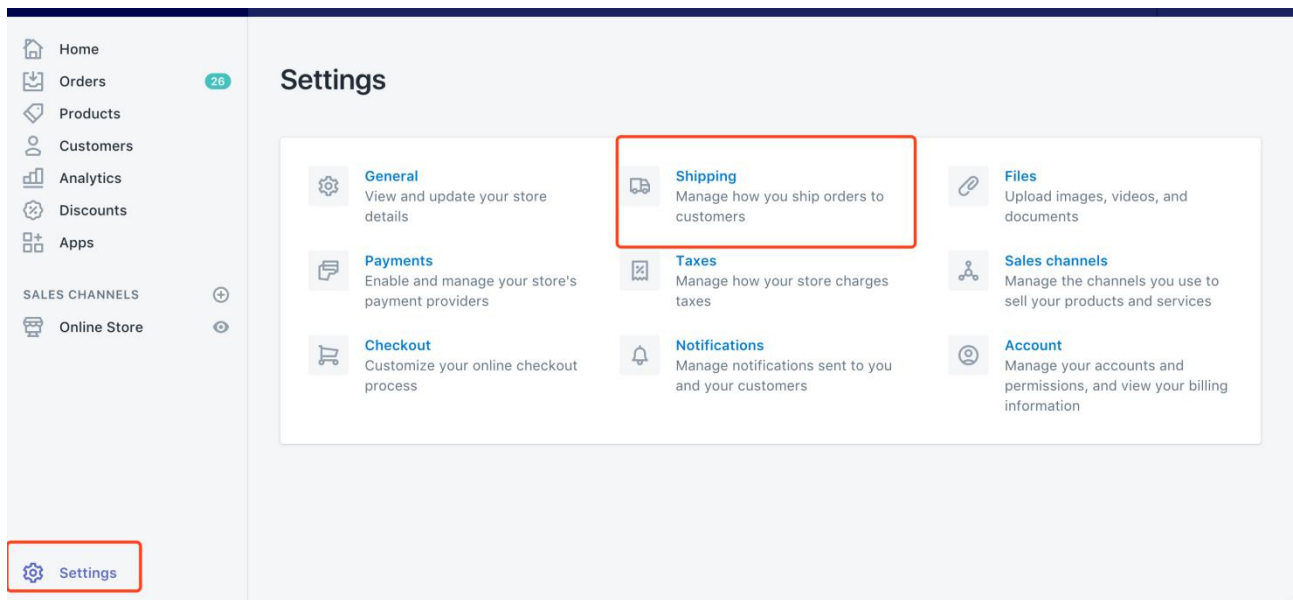 Home
Orders 26
Products
Customers
Analytics
Discounts
Apps
SALES CHANNELS
Online Store
Settings
Settings
General
View and update your store
details
Shipping
Manage how you ship orders to
customers
Files
Upload images, videos, and
documents
Payments
Enable and manage your store's
payment providers
Taxes
Manage how your store charges
taxes
Sales channels
Manage the channels you use to
sell your products and services
Checkout
Customize your online checkout
process
Notifications
Manage notifications sent to you
and your customers
Account
Manage your accounts and
permissions, and view your billing
information